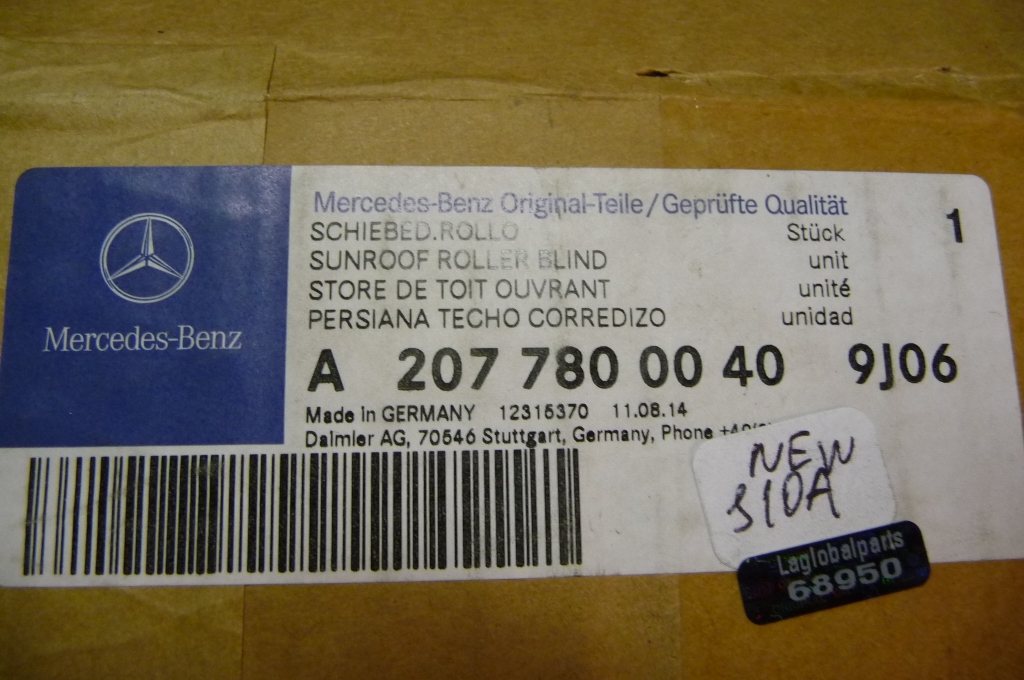 Mercedes-Benz
Mercedes-Benz Original-Teile/Geprüfte Qualität
SCHIEBED.ROLLO Stück 1
SUNROOF ROLLER BLIND unit
STORE DE TOIT OUVRANT unité
PERSIANA TECHO CORREDIZO unidad
A 207 780 00 40 9J06
Made in GERMANY 12315370 11.08.14
Daimler AG, 70546 Stuttgart, Germany, Phone
NEW
310A
Laglobalparts
68950